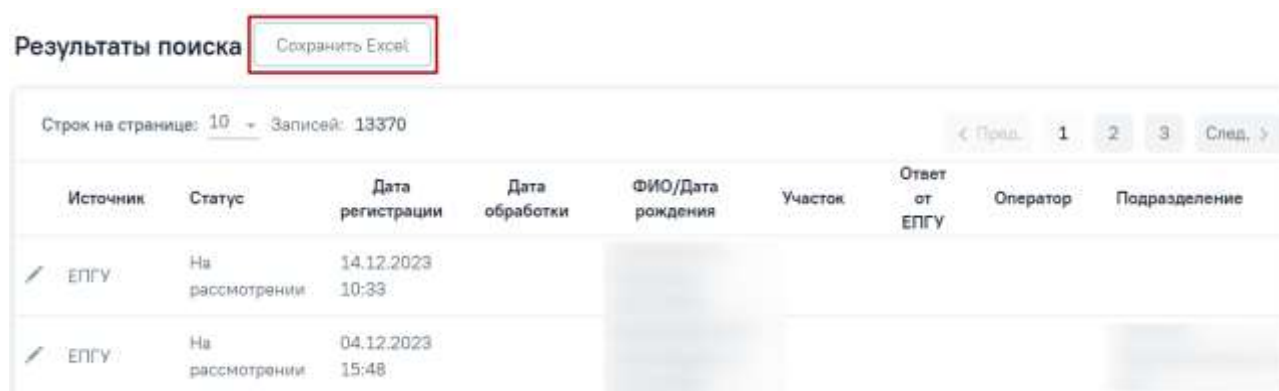 Результаты поиска Сохранить Excel
Строк на странице: 10 Записей: 13370 < Пред. 1 2 3 След. >
Источник Статус Дата регистрации Дата обработки ФИО/Дата рождения Участок Ответ от ЕПГУ Оператор Подразделение
ЕПГУ На рассмотрении 14.12.2023 10:33
ЕПГУ На рассмотрении 04.12.2023 15:48